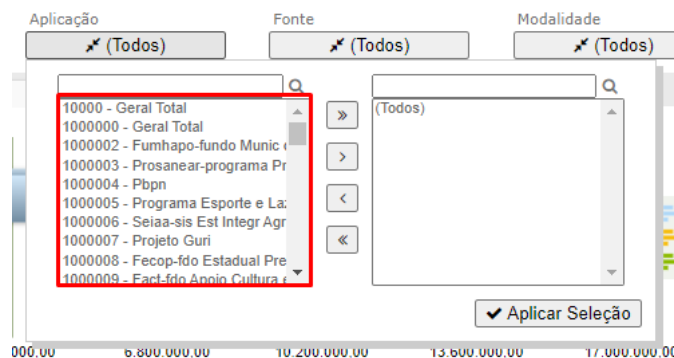 Aplicação Fonte Modalidade
(Todos) (Todos) (Todos)
10000 - Geral Total
1000000 - Geral Total
1000002 - Fumhapo-fundo Munic
1000003 - Prosanear-programa Pr
1000004 - Pbpn
1000005 - Programa Esporte e La
1000006 - Seiaa-sis Est Integr Agr
1000007 - Projeto Guri
1000008 - Fecop-fdo Estadual Pre
1000009 - Fact-fdo Apoio Cultura e
(Todos)
» 
>
<
«
Aplicar Seleção
000,00 6.800.000,00 10.200.000,00 13.600.000,00 17.000.000,00